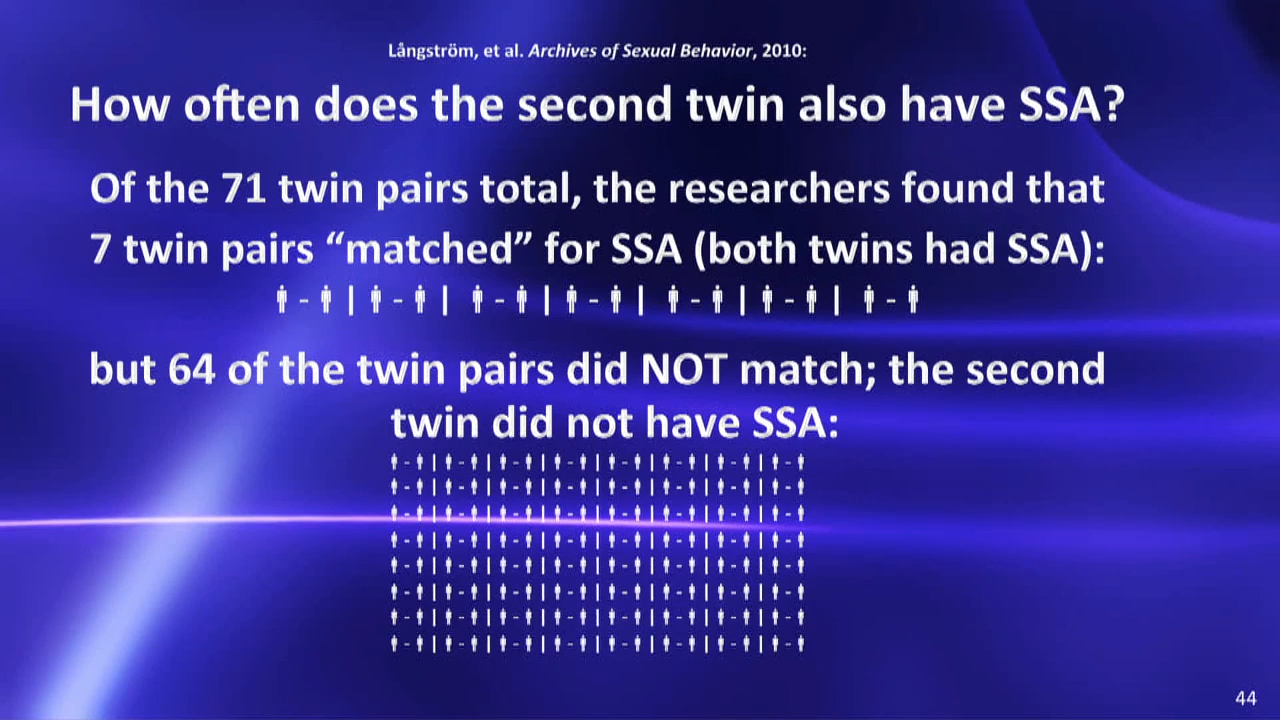 Långström, et al. Archives of Sexual Behavior, 2010:
How often does the second twin also have SSA?
Of the 71 twin pairs total, the researchers found that
7 twin pairs “matched” for SSA (both twins had SSA):
but 64 of the twin pairs did NOT match; the second
twin did not have SSA:
44